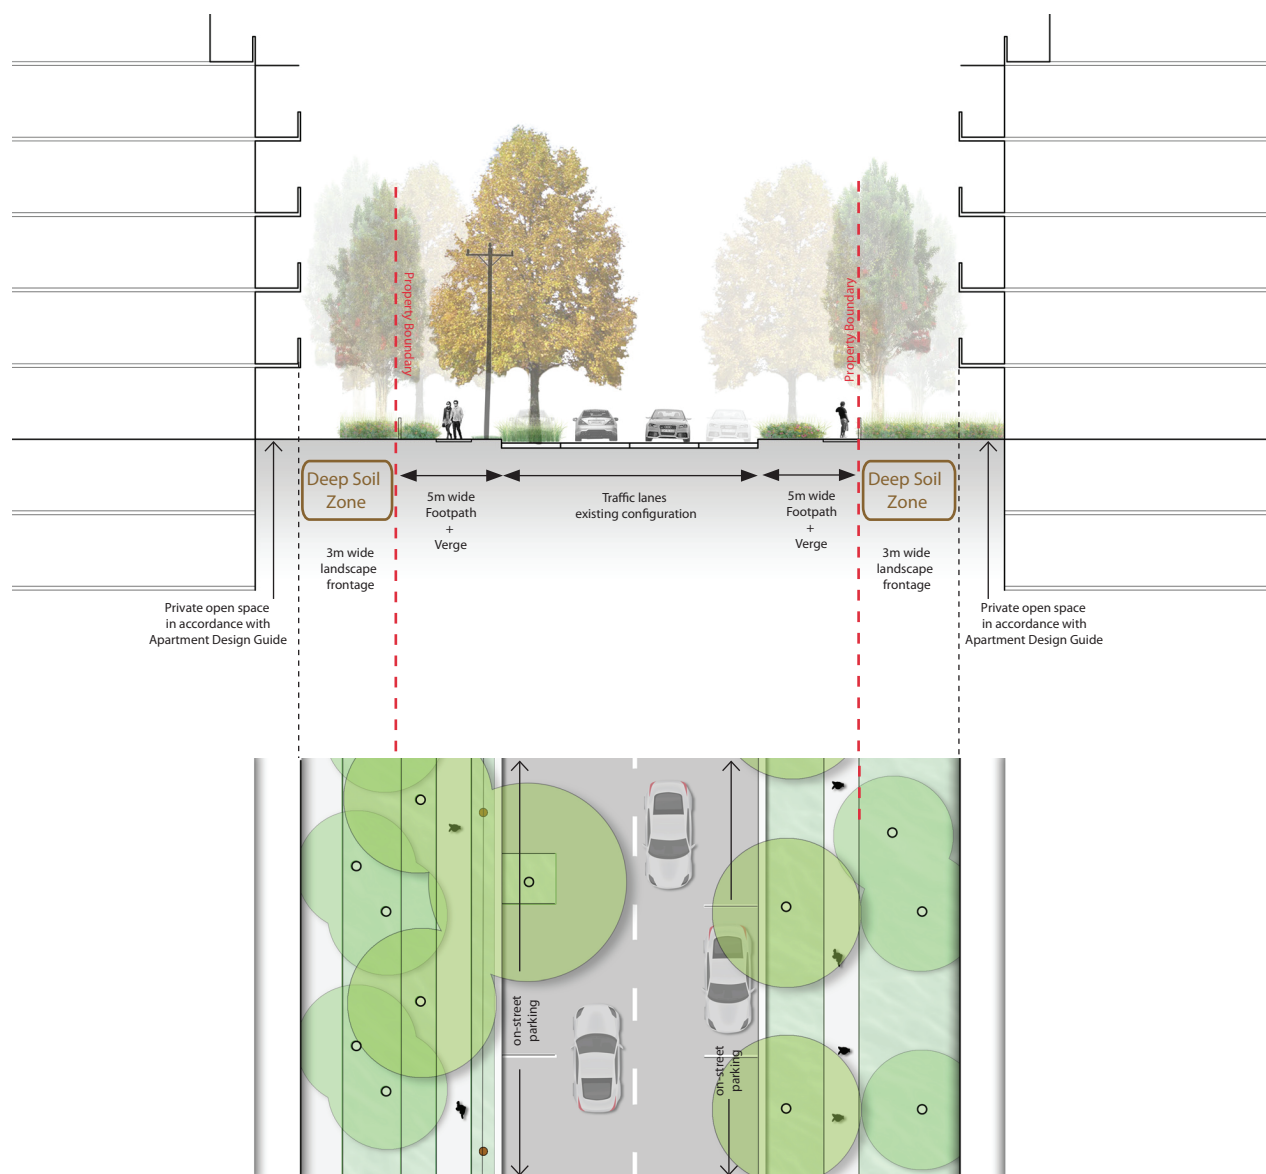 Property Boundary
Property Boundary
Deep Soil
Zone
5m wide
Footpath
+
Verge
Traffic lanes
existing configuration
5m wide
Footpath
+
Verge
Deep Soil
Zone
3m wide
landscape
frontage
3m wide
landscape
frontage
Private open space
in accordance with
Apartment Design Guide
Private open space
in accordance with
Apartment Design Guide
on-street
parking
on-street
parking